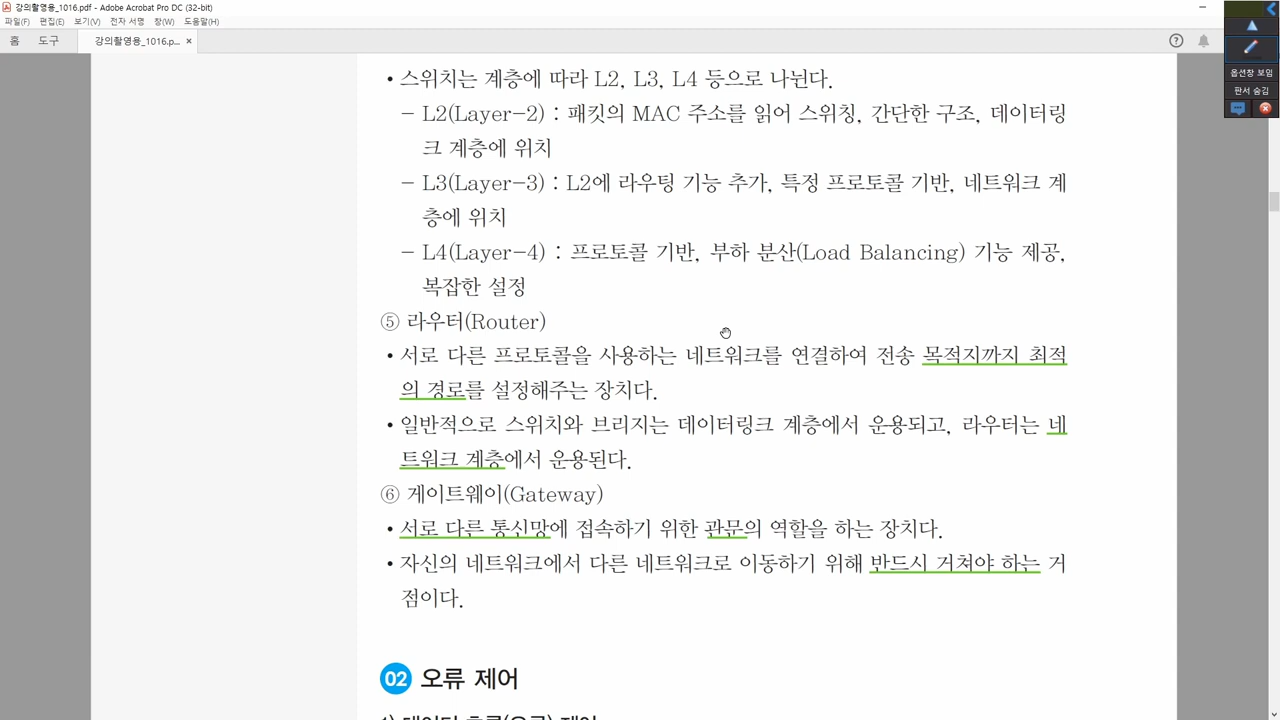 강의촬영용_1016.pdf - Adobe Acrobat Pro DC (32-bit)
파일(F) 편집(E) 보기(V) 전자 서명 창(W) 도움말(H)
홈 도구 강의촬영용_1016.p... ×
옵션창 보임
판서 숨김
• 스위치는 계층에 따라 L2, L3, L4 등으로 나뉜다.
– L2(Layer-2) : 패킷의 MAC 주소를 읽어 스위칭, 간단한 구조, 데이터링
크 계층에 위치
– L3(Layer-3) : L2에 라우팅 기능 추가, 특정 프로토콜 기반, 네트워크 계
층에 위치
– L4(Layer-4) : 프로토콜 기반, 부하 분산(Load Balancing) 기능 제공,
복잡한 설정
⑤ 라우터(Router)
• 서로 다른 프로토콜을 사용하는 네트워크를 연결하여 전송 목적지까지 최적
의 경로를 설정해주는 장치다.
• 일반적으로 스위치와 브리지는 데이터링크 계층에서 운용되고, 라우터는 네
트워크 계층에서 운용된다.
⑥ 게이트웨이(Gateway)
• 서로 다른 통신망에 접속하기 위한 관문의 역할을 하는 장치다.
• 자신의 네트워크에서 다른 네트워크로 이동하기 위해 반드시 거쳐야 하는 거
점이다.
02 오류 제어
1) 데이터 흐름(오류) 제어